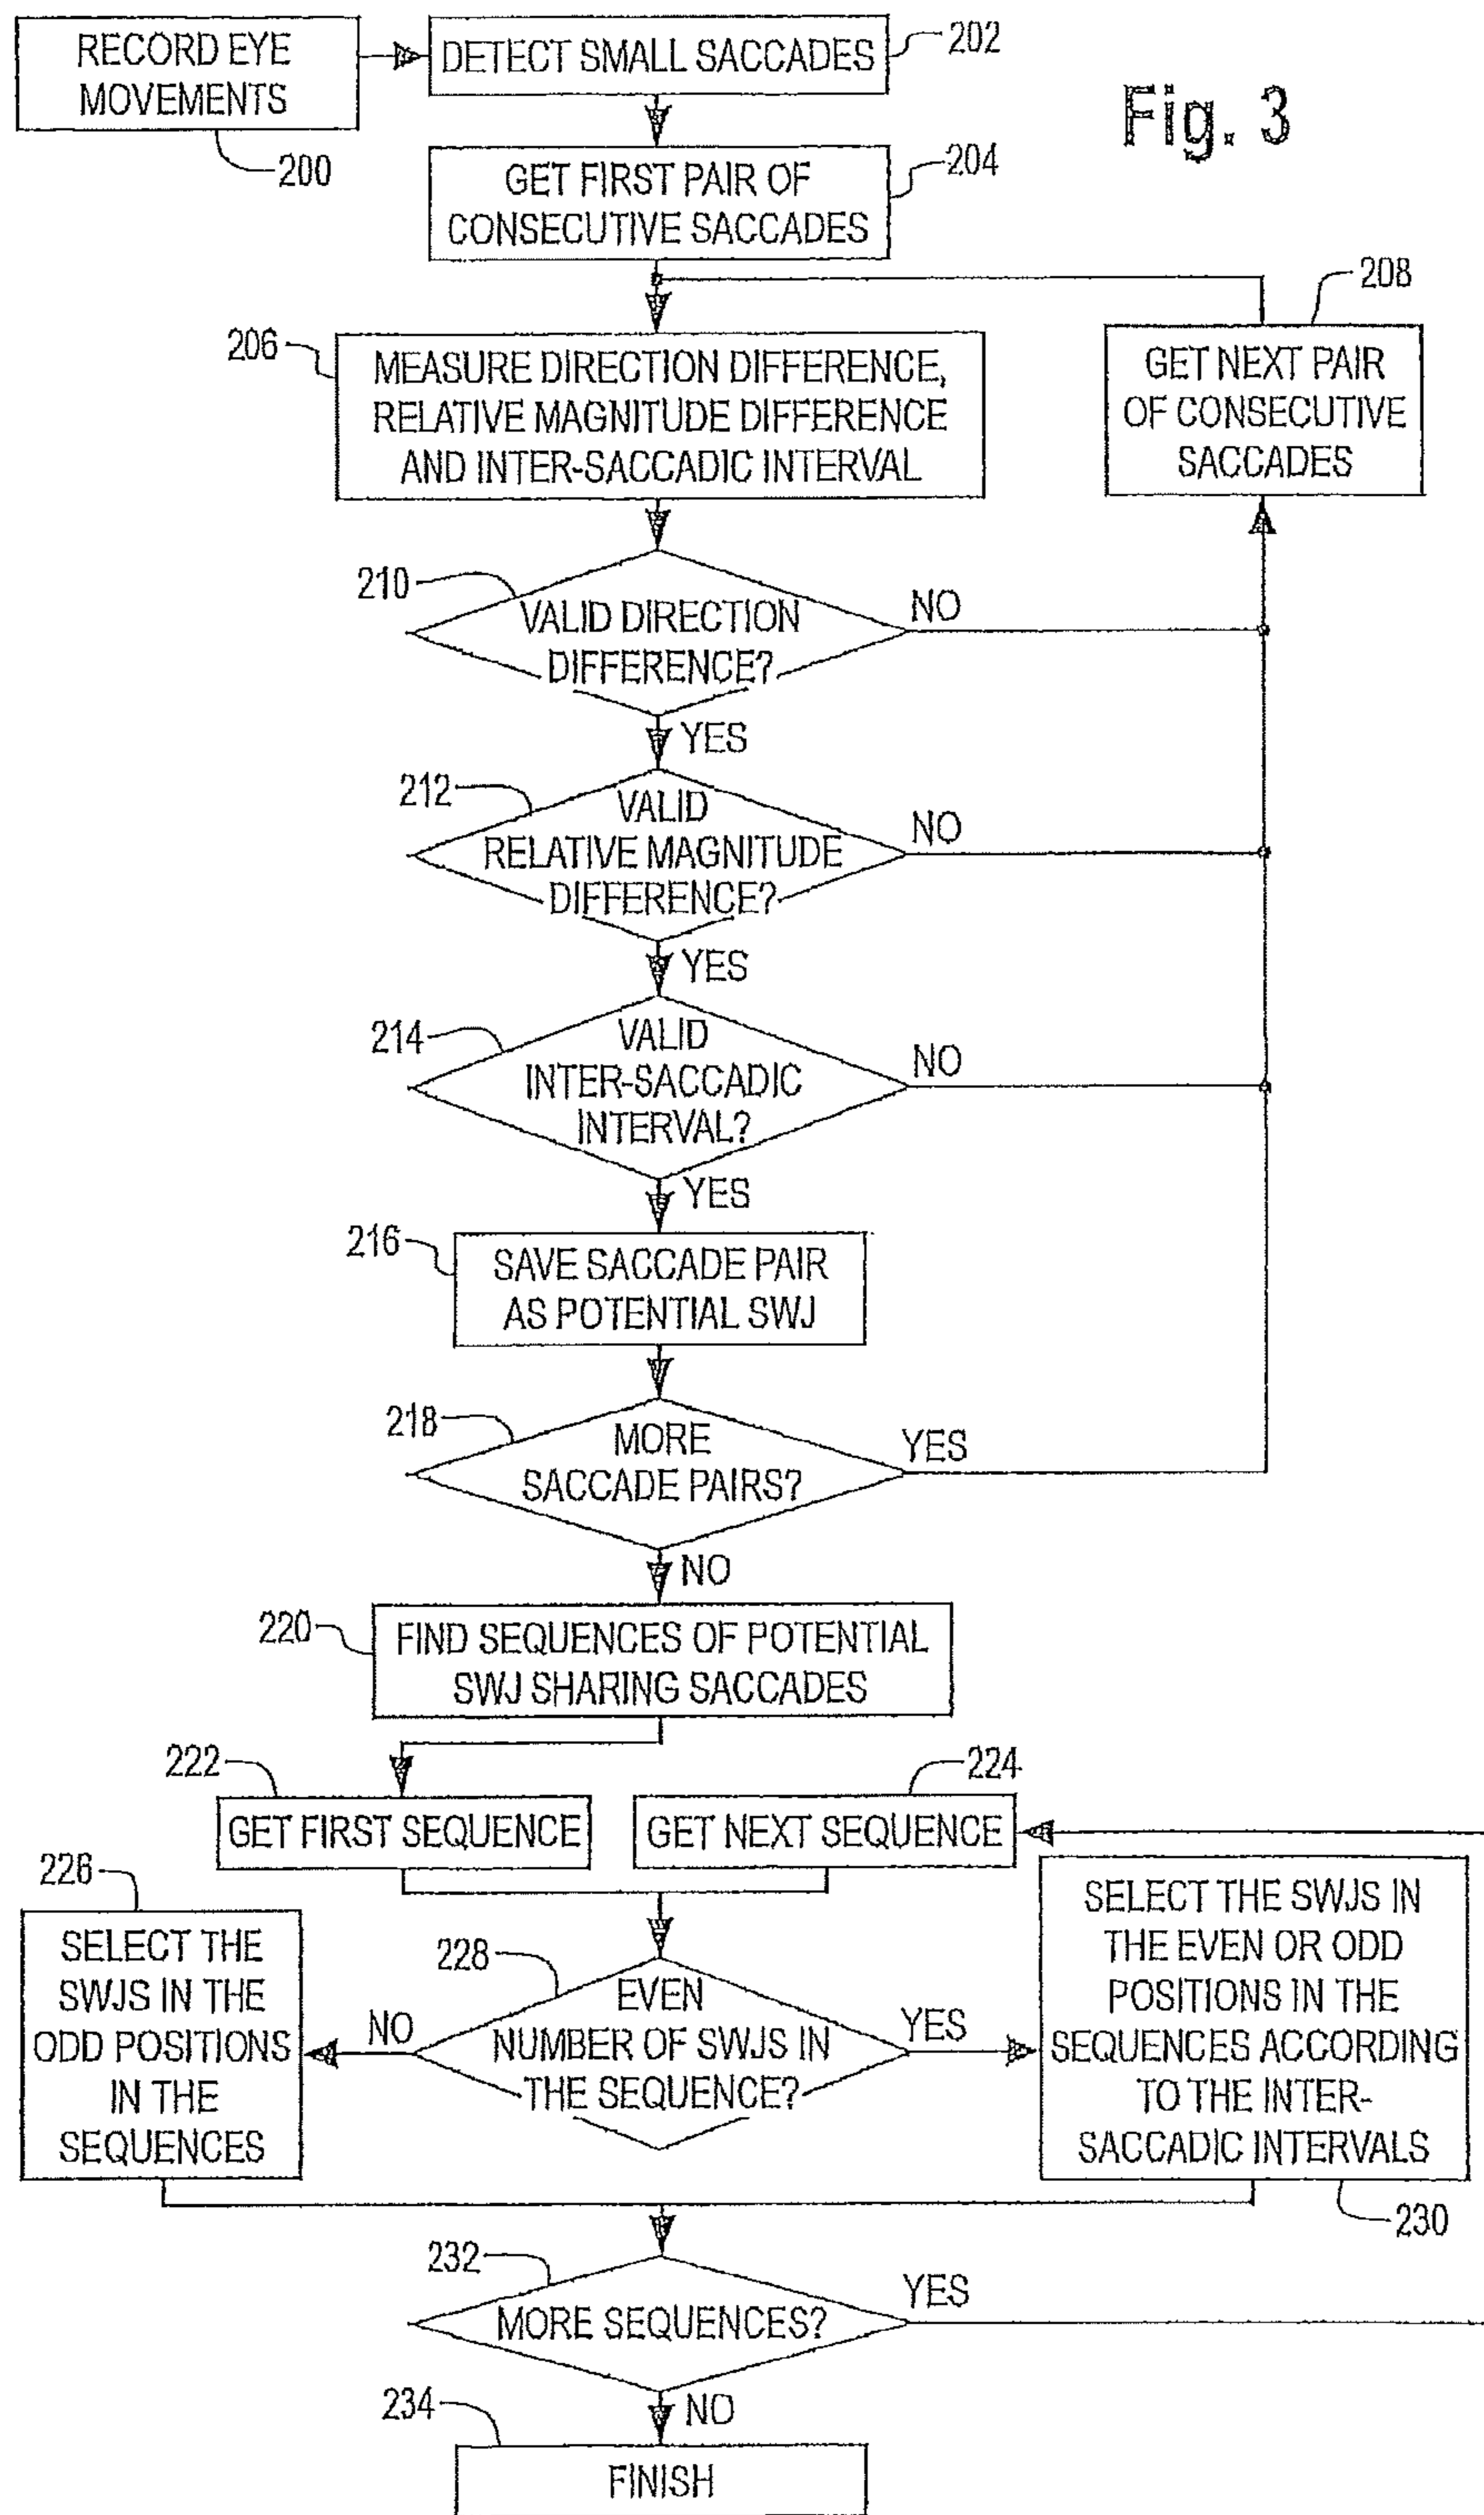 RECORD EYE
MOVEMENTS
200
DETECT SMALL SACCADES
202
Fig. 3
GET FIRST PAIR OF
CONSECUTIVE SACCADES
204
206
MEASURE DIRECTION DIFFERENCE,
RELATIVE MAGNITUDE DIFFERENCE
AND INTER-SACCADIC INTERVAL
208
GET NEXT PAIR
OF CONSECUTIVE
SACCADES
210
VALID DIRECTION
DIFFERENCE?
NO
YES
212
VALID
RELATIVE MAGNITUDE
DIFFERENCE?
NO
YES
214
VALID
INTER-SACCADIC
INTERVAL?
NO
YES
216
SAVE SACCADE PAIR
AS POTENTIAL SWJ
218
MORE
SACCADE PAIRS?
YES
NO
220
FIND SEQUENCES OF POTENTIAL
SWJ SHARING SACCADES
222
GET FIRST SEQUENCE
224
GET NEXT SEQUENCE
226
SELECT THE
SWJS IN THE
ODD POSITIONS
IN THE
SEQUENCES
228
EVEN
NUMBER OF SWJS IN
THE SEQUENCE?
NO
YES
SELECT THE SWJS IN
THE EVEN OR ODD
POSITIONS IN THE
SEQUENCES ACCORDING
TO THE INTER-
SACCADIC INTERVALS
230
232
MORE SEQUENCES?
YES
NO
234
FINISH